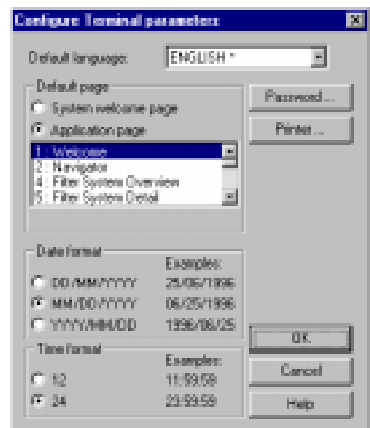 Configure Terminal parameters
Default language: ENGLISH *
Default page
System welcome page
Application page
1 : Welcome
2 : Navigator
4 : Filter System Overview
5 : Filter System Detail
Password...
Printer...
Date format
Examples:
DD/MM/YYYY 25/06/1996
MM/DD/YYYY 06/25/1996
YYYY/MM/DD 1996/06/25
Time format
Examples:
12 11:59:59
24 23:59:59
OK
Cancel
Help